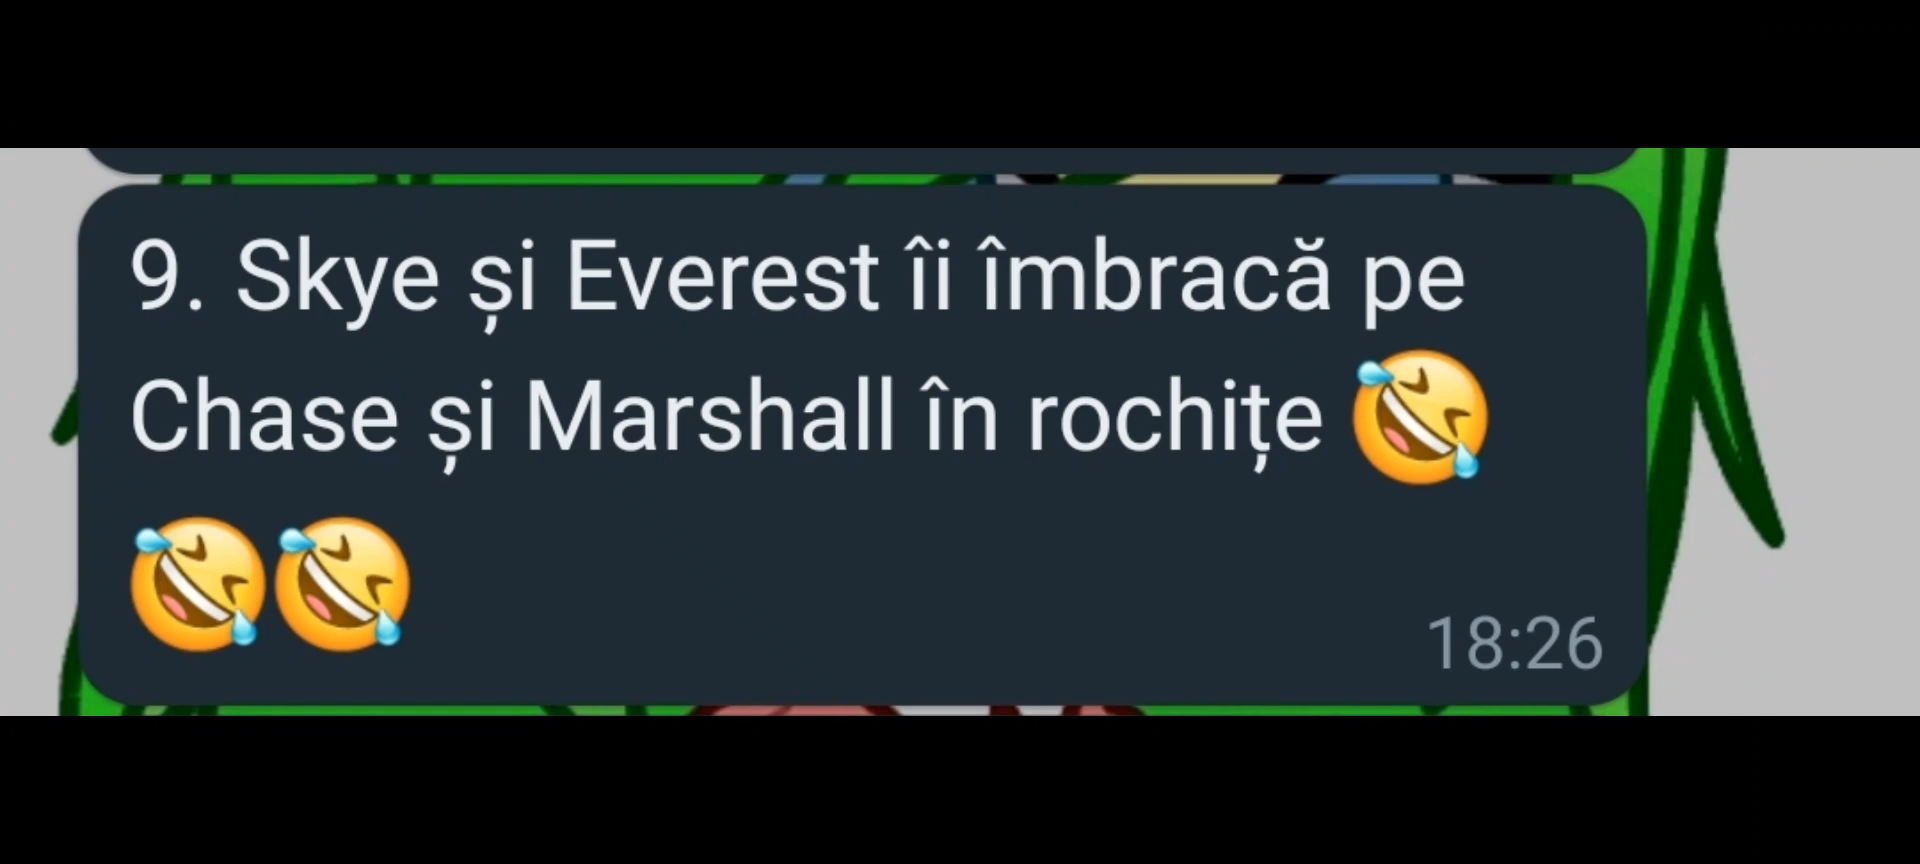 9. Skye și Everest îi îmbracă pe
Chase și Marshall în rochițe 🤣
🤣🤣
18:26